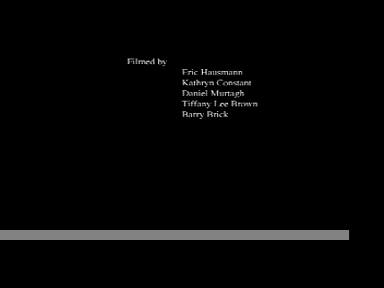 Filmed by
Eric Hausmann
Kathryn Constant
Daniel Murtagh
Tiffany Lee Brown
Barry Brick